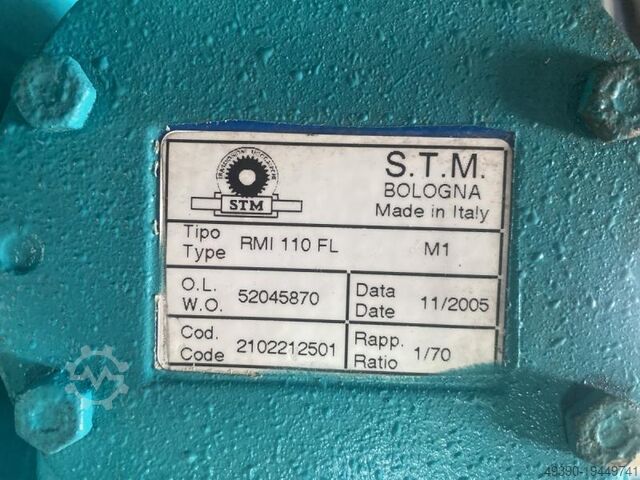 S.T.M.
BOLOGNA
Made in Italy
STM
Tipo
Type RMI 110 FL M1
O.L.
W.O. 52045870
Data
Date 11/2005
Cod.
Code 2102212501
Rapp.
Ratio 1/70
49390-19449741